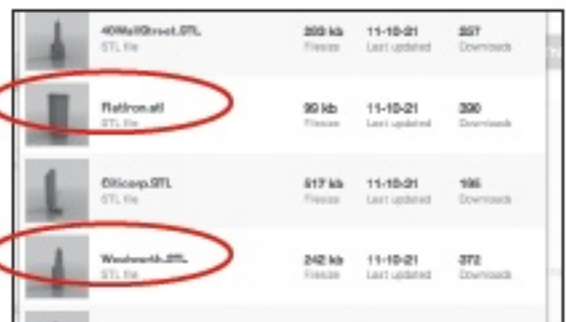 40WallStreet.STL 283 kb 11-10-21 257
STL file Filesize Last updated Downloads
FlatIron.stl 99 kb 11-10-21 390
STL file Filesize Last updated Downloads
Citicorp.STL 517 kb 11-10-21 195
STL file Filesize Last updated Downloads
Woolworth.STL 242 kb 11-10-21 372
STL file Filesize Last updated Downloads